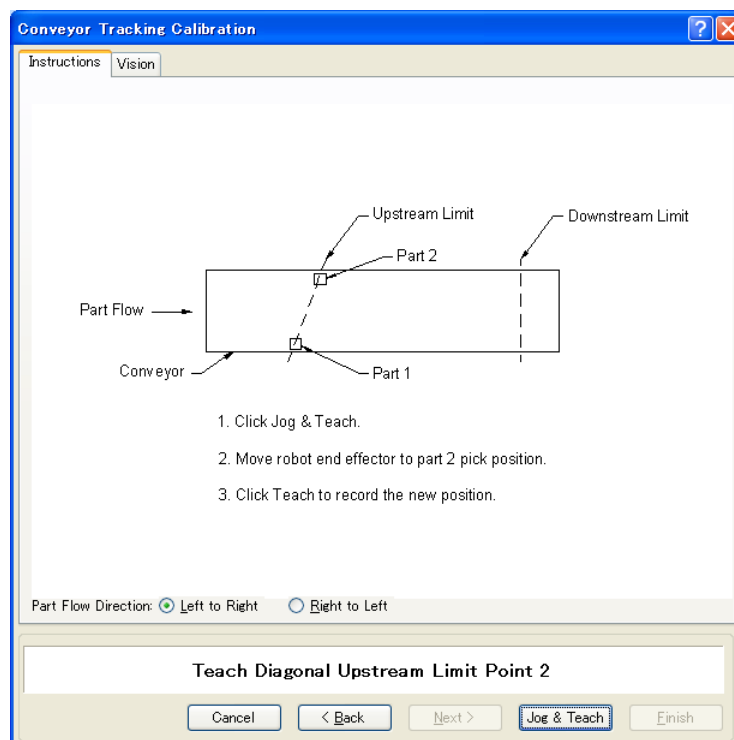 Conveyor Tracking Calibration
Instructions
Vision
Upstream Limit
Downstream Limit
Part 2
Part Flow
Conveyor
Part 1
1. Click Jog & Teach.
2. Move robot end effector to part 2 pick position.
3. Click Teach to record the new position.
Part Flow Direction: Left to Right Right to Left
Teach Diagonal Upstream Limit Point 2
Cancel < Back Next > Jog & Teach Finish